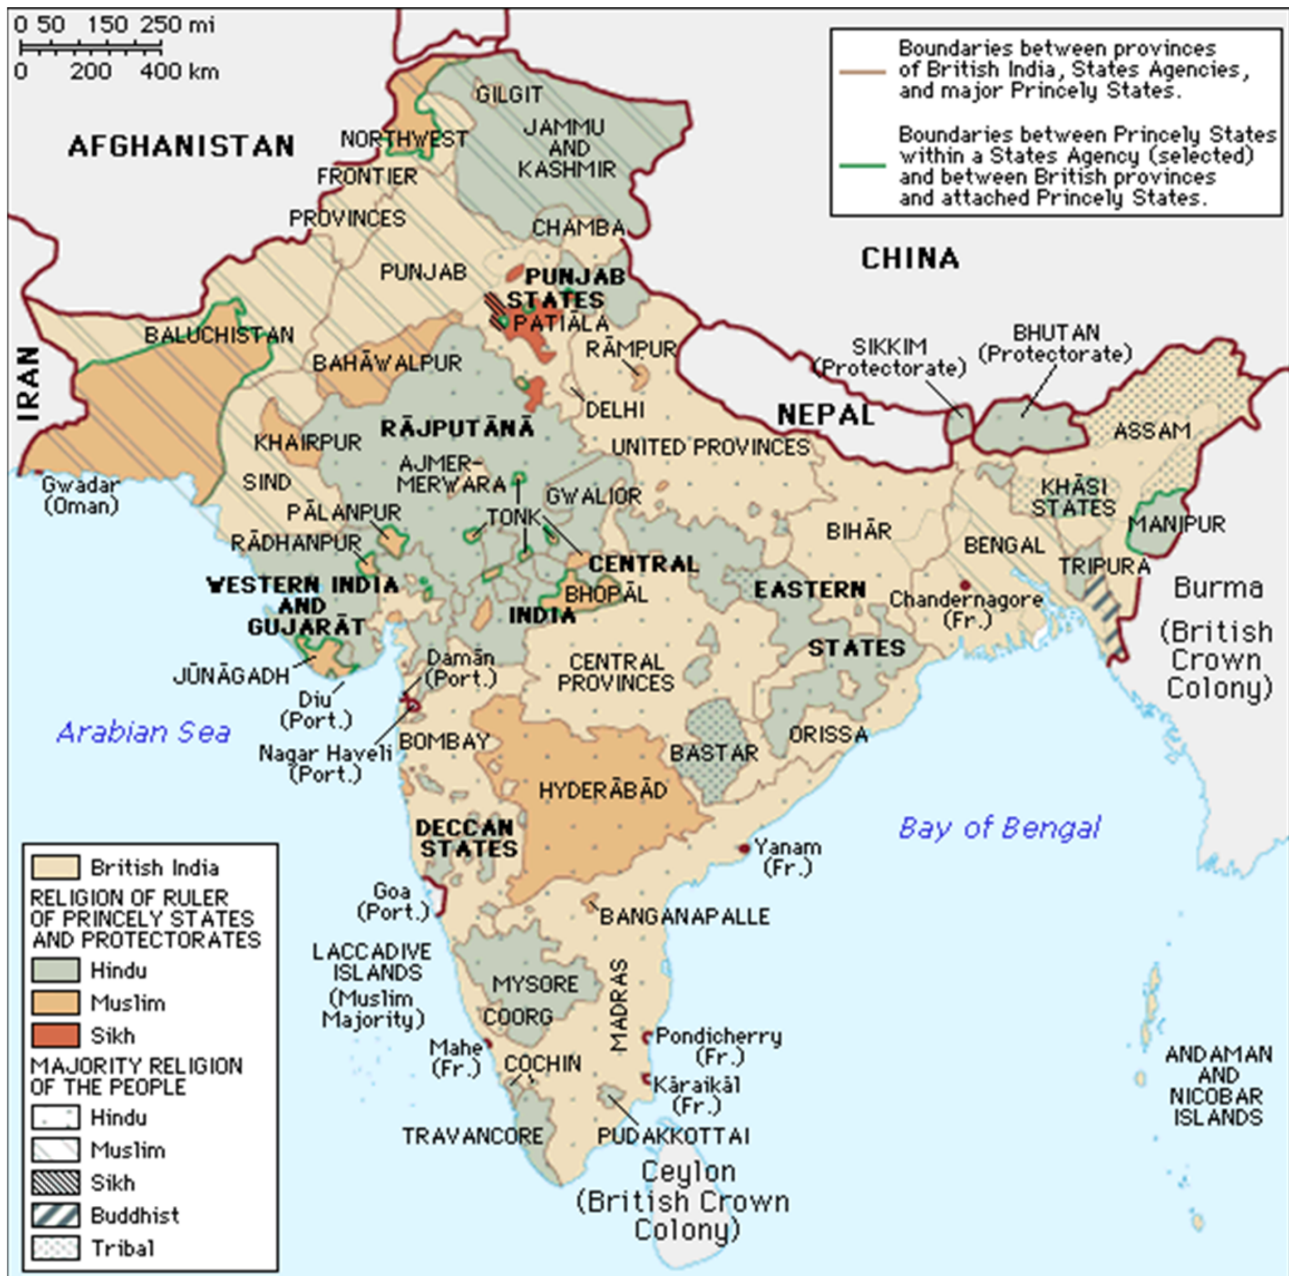 0 50 150 250 mi
0 200 400 km
Boundaries between provinces
of British India, States Agencies,
and major Princely States.
Boundaries between Princely States
within a States Agency (selected)
and between British provinces
and attached Princely States.
AFGHANISTAN
GILGIT
JAMMU
AND
KASHMIR
NORTHWEST
FRONTIER
PROVINCES
CHAMBA
CHINA
PUNJAB
PUNJAB
STATES
PATIĀLA
BALUCHISTAN
BAHĀWALPUR
RĀMPUR
SIKKIM
(Protectorate)
BHUTAN
(Protectorate)
IRAN
DELHI
NEPAL
RĀJPUTĀNĀ
KHAIRPUR
UNITED PROVINCES
ASSAM
AJMER-
MERWARA
GWALIOR
SIND
Gwadar
(Oman)
KHĀSI
STATES
PĀLANPUR
TONK
BIHĀR
MANIPUR
RĀDHANPUR
BENGAL
CENTRAL
INDIA
TRIPURA
WESTERN INDIA
AND
GUJARĀT
BHOPĀL
EASTERN
STATES
Chandernagore
(Fr.)
Burma
(British
Crown
Colony)
JŪNĀGADH
Damān
(Port.)
CENTRAL
PROVINCES
Diu
(Port.)
Arabian Sea
Nagar Haveli
(Port.)
BOMBAY
BASTAR
ORISSA
HYDERĀBĀD
DECCAN
STATES
Bay of Bengal
Yanam
(Fr.)
Goa
(Port.)
BANGANAPALLE
LACCADIVE
ISLANDS
(Muslim
Majority)
MYSORE
MADRAS
COORG
Mahe
(Fr.)
Pondicherry
(Fr.)
COCHIN
Kāraikāl
(Fr.)
TRAVANCORE
PUDAKKOTTAI
Ceylon
(British Crown
Colony)
ANDAMAN
AND
NICOBAR
ISLANDS
British India
RELIGION OF RULER
OF PRINCELY STATES
AND PROTECTORATES
Hindu
Muslim
Sikh
MAJORITY RELIGION
OF THE PEOPLE
Hindu
Muslim
Sikh
Buddhist
Tribal